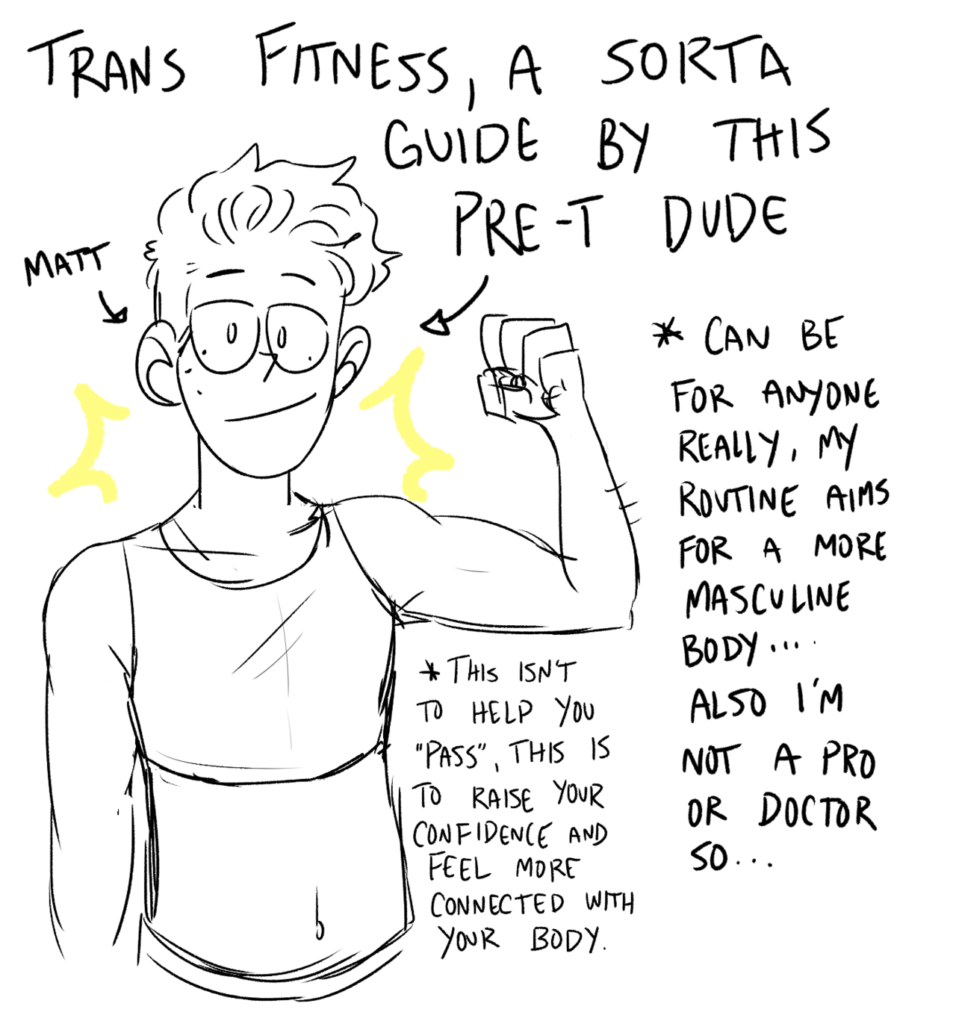 TRANS FITNESS, A SORTA
GUIDE BY THIS
PRE-T DUDE
MATT
* CAN BE
FOR ANYONE
REALLY, MY
ROUTINE AIMS
FOR A MORE
MASCULINE
BODY....
ALSO I'M
NOT A PRO
OR DOCTOR
SO...
* THIS ISN'T
TO HELP YOU
"PASS", THIS IS
TO RAISE YOUR
CONFIDENCE AND
FEEL MORE
CONNECTED WITH
YOUR BODY.